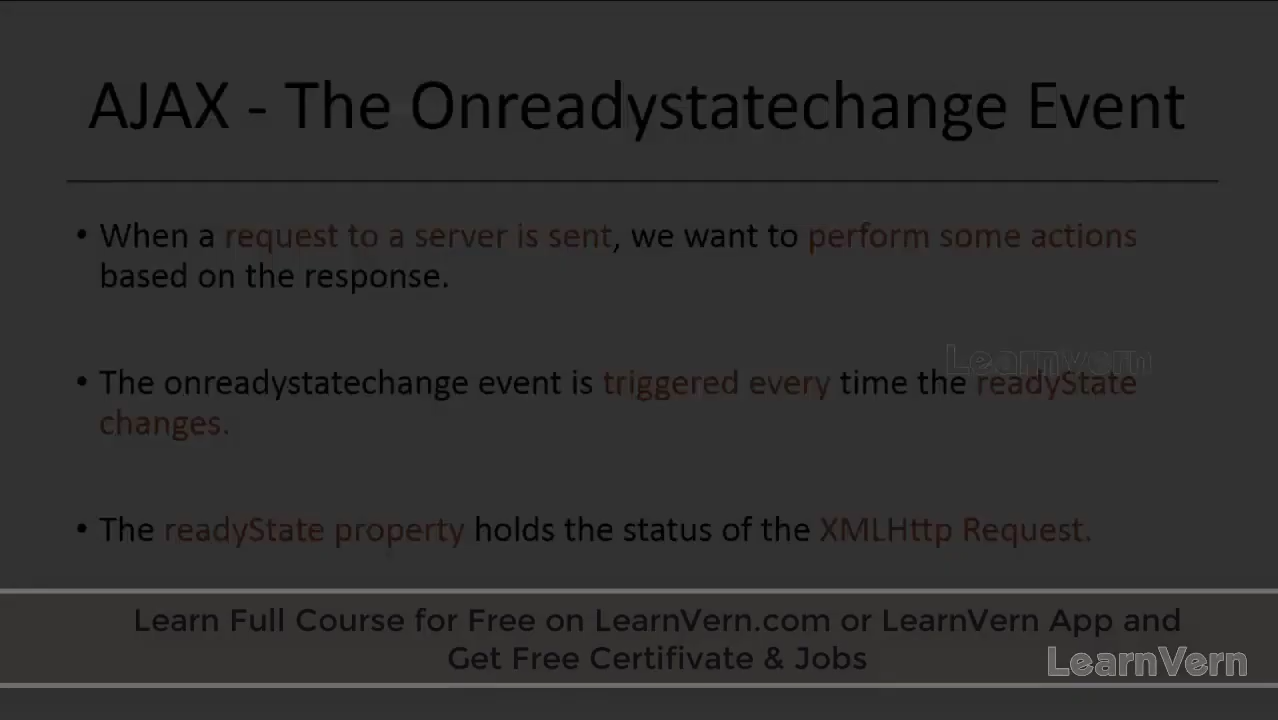 AJAX - The Onreadystatechange Event
• When a request to a server is sent, we want to perform some actions
based on the response.
LearnVern
• The onreadystatechange event is triggered every time the readyState
changes.
• The readyState property holds the status of the XMLHttp Request.
Learn Full Course for Free on LearnVern.com or LearnVern App and
Get Free Certifivate & Jobs
LearnVern